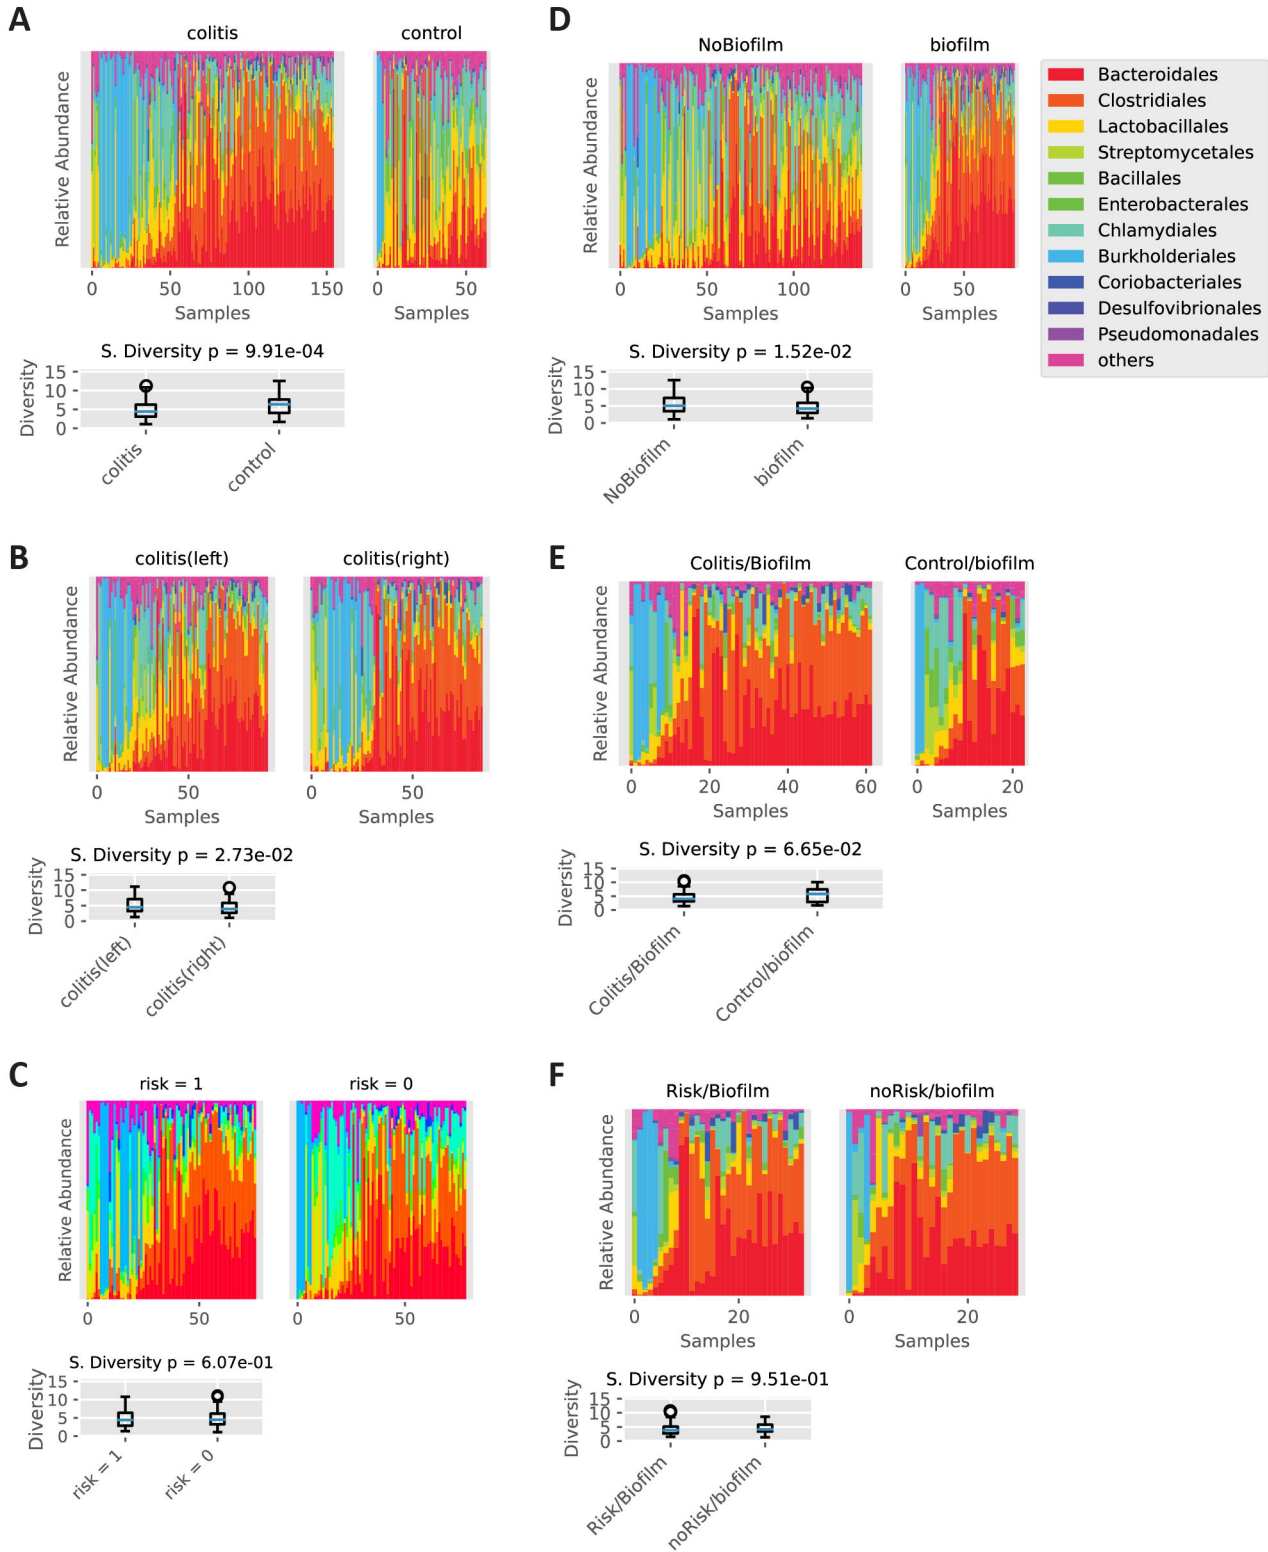 A
colitis
control
Relative Abundance
0
50
100
150
0
50
Samples
Samples
S. Diversity p = 9.91e-04
Diversity
15
10
5
0
colitis
control
D
NoBiofilm
biofilm
Relative Abundance
0
50
100
0
50
Samples
Samples
S. Diversity p = 1.52e-02
Diversity
15
10
5
0
NoBiofilm
biofilm
Bacteroidales
Clostridiales
Lactobacillales
Streptomycetales
Bacillales
Enterobacterales
Chlamydiales
Burkholderiales
Coriobacteriales
Desulfovibrionales
Pseudomonadales
others
B
colitis(left)
colitis(right)
Relative Abundance
0
50
0
50
Samples
Samples
S. Diversity p = 2.73e-02
Diversity
15
10
5
0
colitis(left)
colitis(right)
E
Colitis/Biofilm
Control/biofilm
Relative Abundance
0
20
40
60
0
20
Samples
Samples
S. Diversity p = 6.65e-02
Diversity
15
10
5
0
Colitis/Biofilm
Control/biofilm
C
risk = 1
risk = 0
Relative Abundance
0
50
0
50
S. Diversity p = 6.07e-01
Diversity
15
10
5
0
risk = 1
risk = 0
F
Risk/Biofilm
noRisk/biofilm
Relative Abundance
0
20
0
20
Samples
Samples
S. Diversity p = 9.51e-01
Diversity
15
10
5
0
Risk/Biofilm
noRisk/biofilm